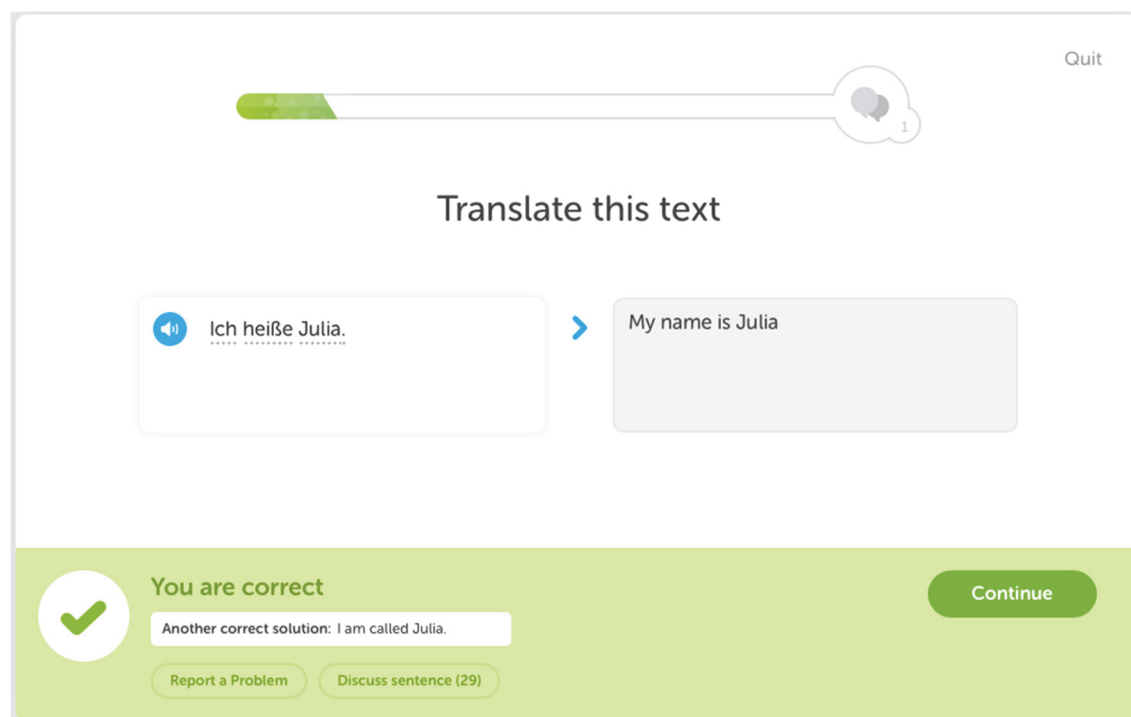 Quit
1
Translate this text
Ich heiße Julia.
My name is Julia
You are correct
Continue
Another correct solution: I am called Julia.
Report a Problem
Discuss sentence (29)